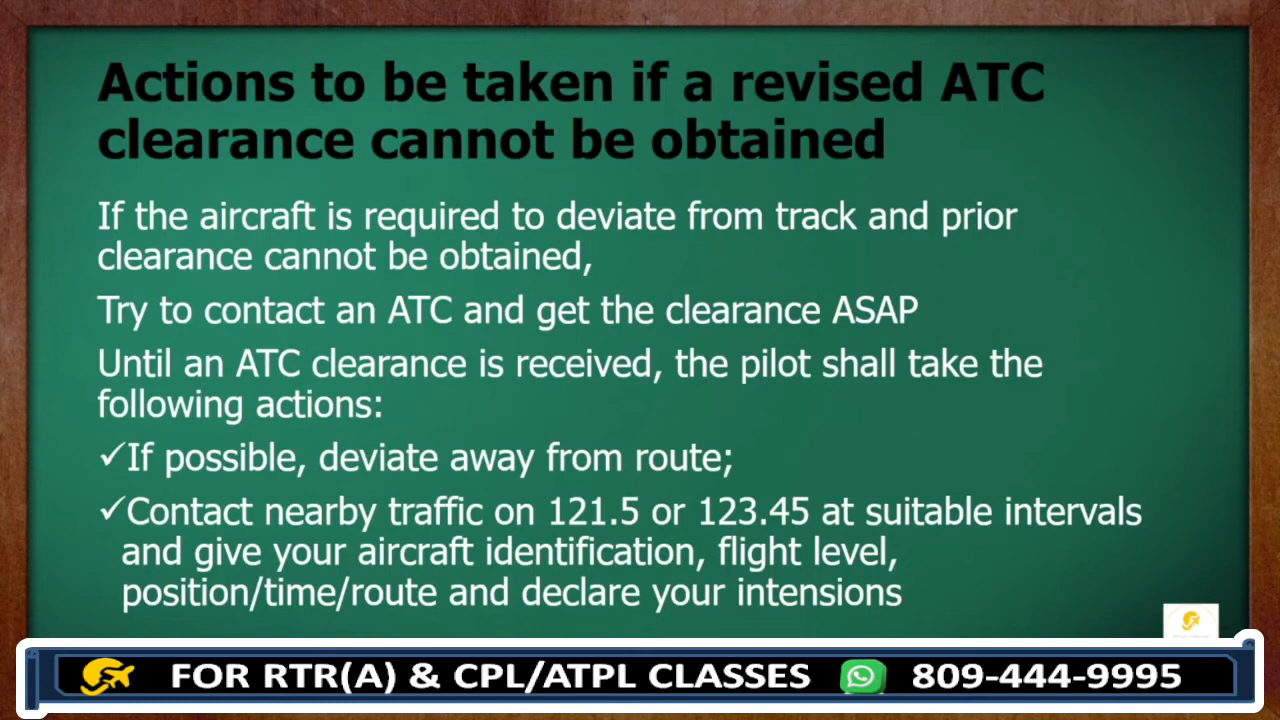 Actions to be taken if a revised ATC
clearance cannot be obtained
If the aircraft is required to deviate from track and prior
clearance cannot be obtained,
Try to contact an ATC and get the clearance ASAP
Until an ATC clearance is received, the pilot shall take the
following actions:
✓If possible, deviate away from route;
✓Contact nearby traffic on 121.5 or 123.45 at suitable intervals
and give your aircraft identification, flight level,
position/time/route and declare your intensions
FOR RTR(A) & CPL/ATPL CLASSES 809-444-9995